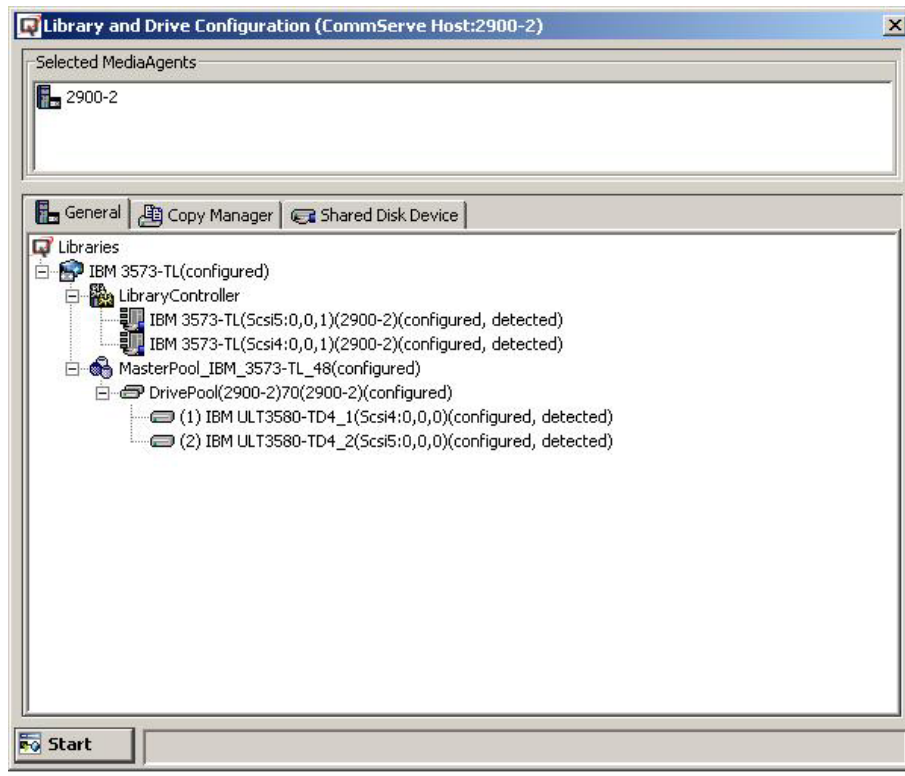 Library and Drive Configuration (CommServe Host:2900-2)
Selected MediaAgents
2900-2
General Copy Manager Shared Disk Device
Libraries
IBM 3573-TL(configured)
LibraryController
IBM 3573-TL(Scsi5:0,0,1)(2900-2)(configured, detected)
IBM 3573-TL(Scsi4:0,0,1)(2900-2)(configured, detected)
MasterPool_IBM_3573-TL_48(configured)
DrivePool(2900-2)70(2900-2)(configured)
(1) IBM ULT3580-TD4_1(Scsi4:0,0,0)(configured, detected)
(2) IBM ULT3580-TD4_2(Scsi5:0,0,0)(configured, detected)
Start